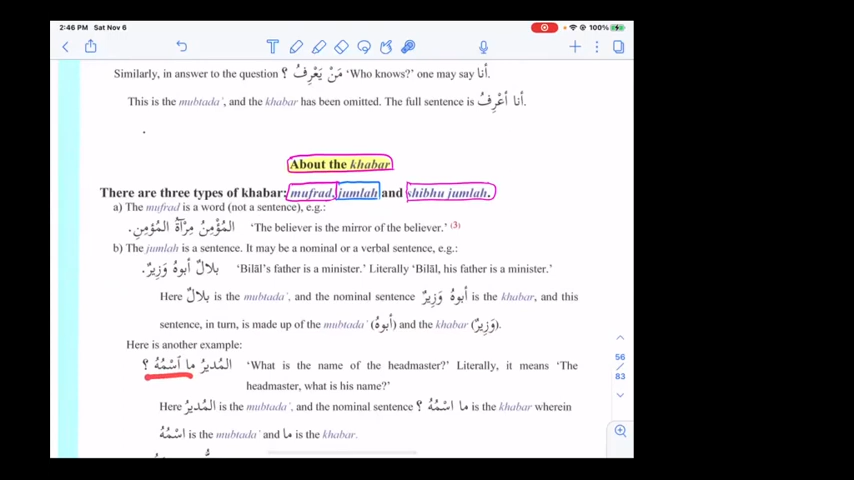 2:46 PM Sat Nov 6
100%
Similarly, in answer to the question مَنْ يَعْرِفُ ؟ ‘Who knows?’ one may say أنا.
This is the mubtada’, and the khabar has been omitted. The full sentence is أنا أعْرِفُ.
About the khabar
There are three types of khabar: mufrad, jumlah and shibhu jumlah.
a) The mufrad is a word (not a sentence), e.g.:
المُؤْمِنُ مِرْآةُ المُؤمِنِ. ‘The believer is the mirror of the believer.’ (3)
b) The jumlah is a sentence. It may be a nominal or a verbal sentence, e.g.:
بلالٌ أبوهُ وَزِيرٌ. ‘Bilāl’s father is a minister.’ Literally ‘Bilāl, his father is a minister.’
Here بلالٌ is the mubtada’, and the nominal sentence أبوهُ وَزِيرٌ is the khabar, and this
sentence, in turn, is made up of the mubtada’ (أبوهُ) and the khabar (وَزِيرٌ).
Here is another example:
المُديرُ ما ٱسْمُهُ ؟ ‘What is the name of the headmaster?’ Literally, it means ‘The
headmaster, what is his name?’
Here المُديرُ is the mubtada’, and the nominal sentence ما اسْمُهُ ؟ is the khabar wherein
اسْمُهُ is the mubtada’ and ما is the khabar.
56
/
83